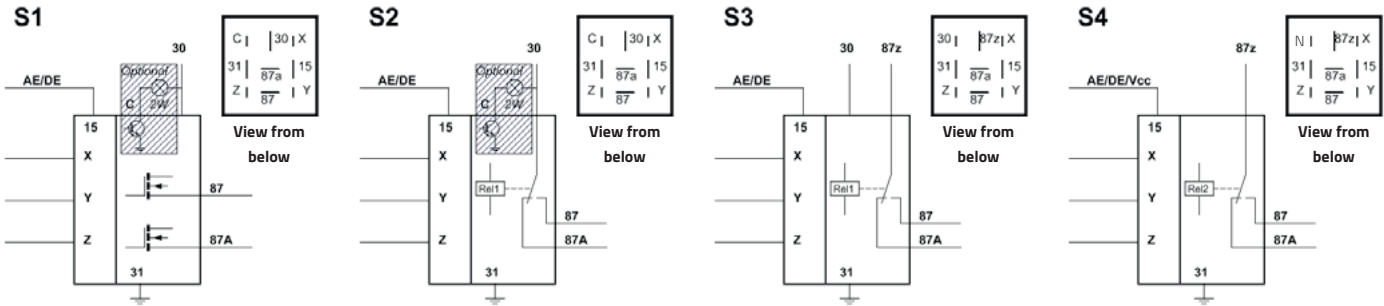 S1
30
AE/DE
Optional
C
2W
15
X
Y
Z
87
87A
31
C 30 X
31 87a 15
Z 87 Y
View from
below
S2
30
AE/DE
Optional
C
2W
15
X
Y
Z
Rel1
87
87A
31
C 30 X
31 87a 15
Z 87 Y
View from
below
S3
30 87z
AE/DE
15
X
Y
Z
Rel1
87
87A
31
30 87z X
31 87a 15
Z 87 Y
View from
below
S4
87z
AE/DE/Vcc
15
X
Y
Z
Rel2
87
87A
31
N 87z X
31 87a 15
Z 87 Y
View from
below